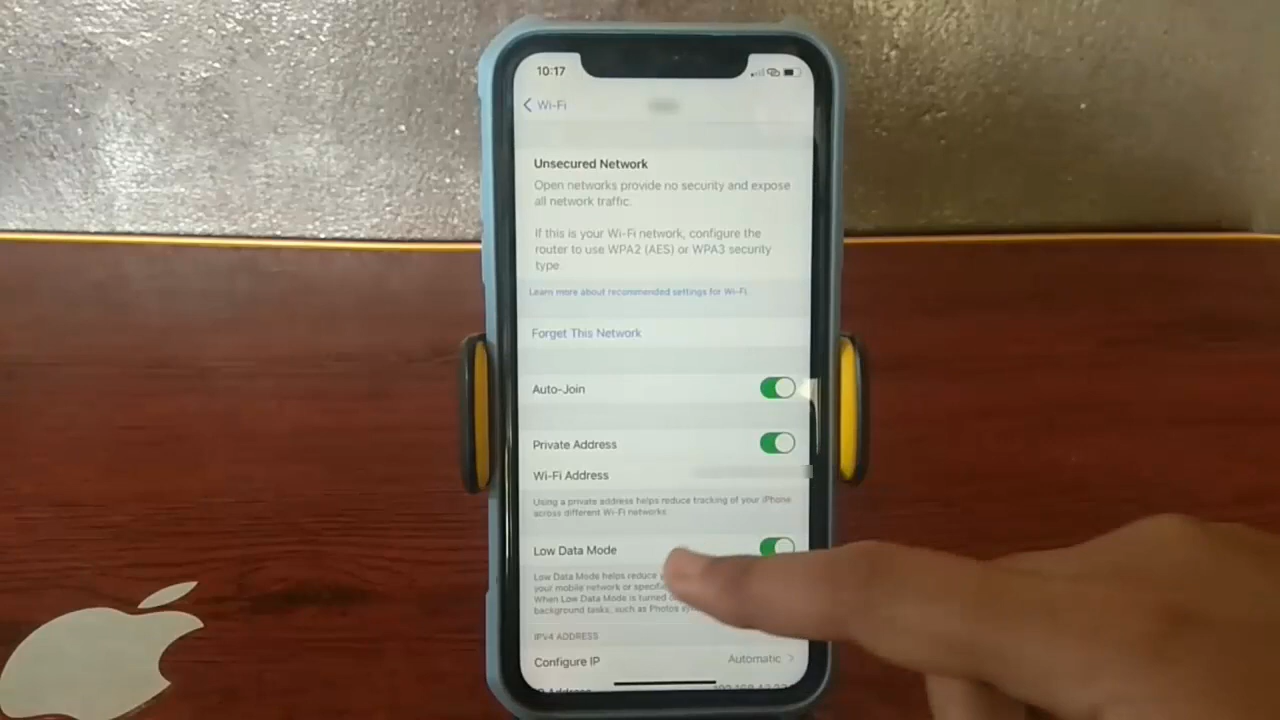 10:17
Wi-Fi
Unsecured Network
Open networks provide no security and expose
all network traffic.
If this is your Wi-Fi network, configure the
router to use WPA2 (AES) or WPA3 security
type.
Learn more about recommended settings for Wi-Fi.
Forget This Network
Auto-Join
Private Address
Wi-Fi Address
Using a private address helps reduce tracking of your iPhone
across different Wi-Fi networks.
Low Data Mode
Low Data Mode helps reduce
your mobile network or
When Low Data Mode is turned
background tasks, such as Photos
IPV4 ADDRESS
Configure IP Automatic
Address